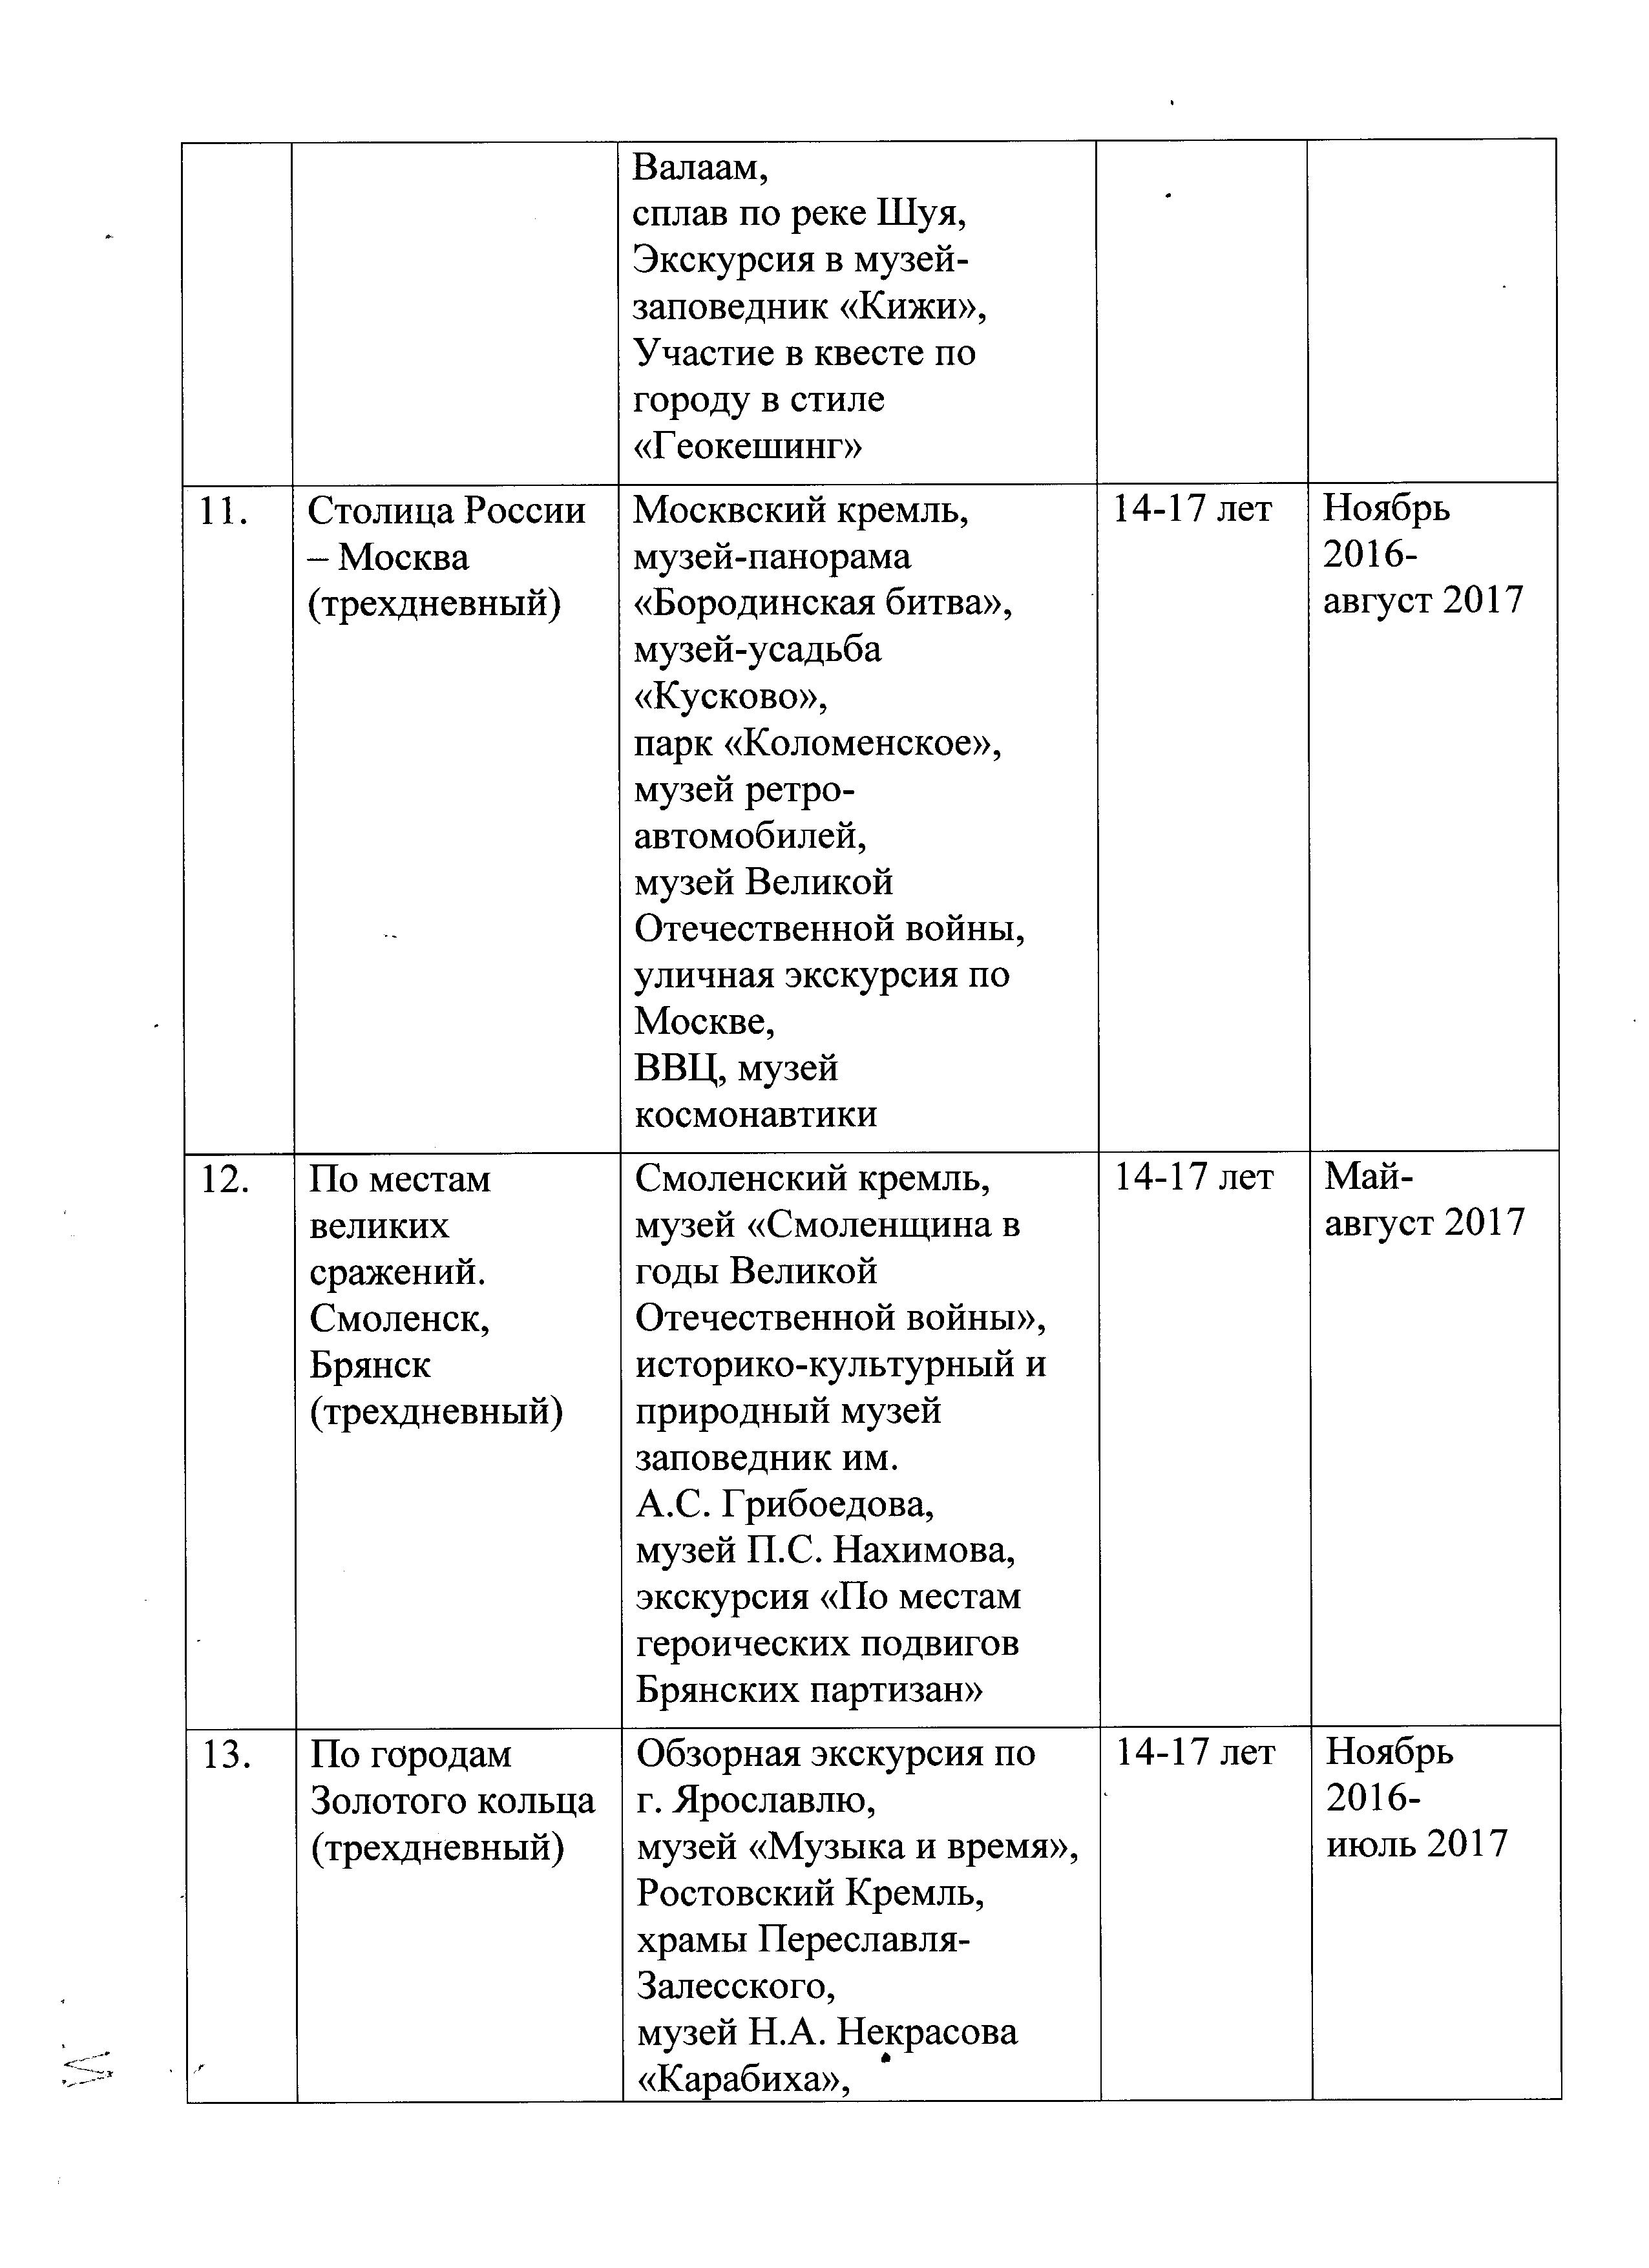 Валаам,
сплав по реке Шуя,
Экскурсия в музей-
заповедник «Кижи»,
Участие в квесте по
городу в стиле
«Геокешинг»
11.
Столица России
– Москва
(трехдневный)
Москвский кремль,
музей-панорама
«Бородинская битва»,
музей-усадьба
«Кусково»,
парк «Коломенское»,
музей ретро-
автомобилей,
музей Великой
Отечественной войны,
уличная экскурсия по
Москве,
ВВЦ, музей
космонавтики
14-17 лет
Ноябрь
2016-
август 2017
12.
По местам
великих
сражений.
Смоленск,
Брянск
(трехдневный)
Смоленский кремль,
музей «Смоленщина в
годы Великой
Отечественной войны»,
историко-культурный и
природный музей
заповедник им.
А.С. Грибоедова,
музей П.С. Нахимова,
экскурсия «По местам
героических подвигов
Брянских партизан»
14-17 лет
Май-
август 2017
13.
По городам
Золотого кольца
(трехдневный)
Обзорная экскурсия по
г. Ярославлю,
музей «Музыка и время»,
Ростовский Кремль,
храмы Переславля-
Залесского,
музей Н.А. Некрасова
«Карабиха»,
14-17 лет
Ноябрь
2016-
июль 2017